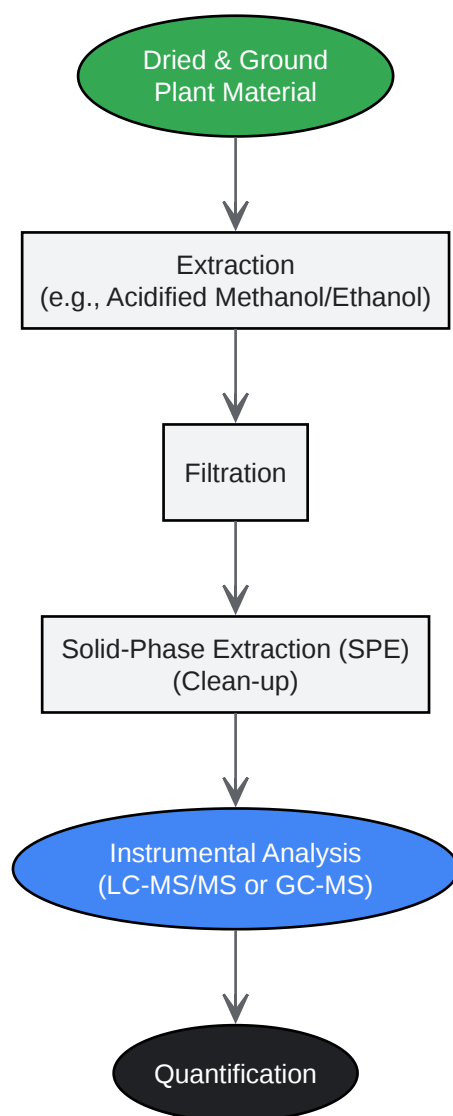 Dried & Ground
Plant Material
Extraction
(e.g., Acidified Methanol/Ethanol)
Filtration
Solid-Phase Extraction (SPE)
(Clean-up)
Instrumental Analysis
(LC-MS/MS or GC-MS)
Quantification